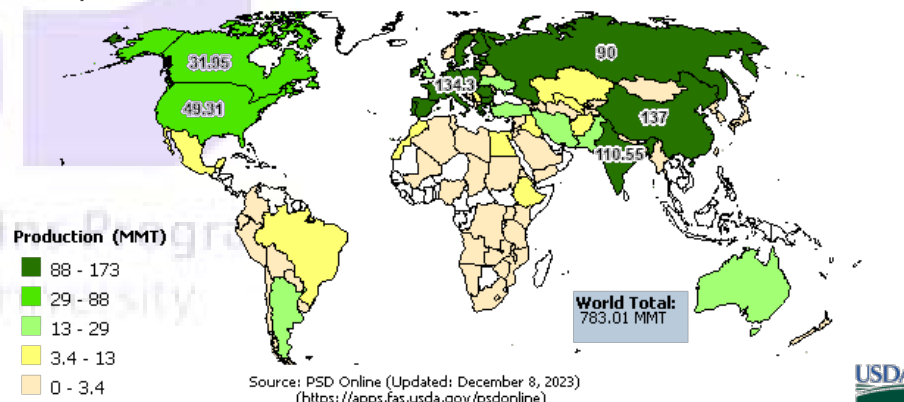 31.95
90
134.3
49.31
137
110.55
Production (MMT)
88 - 173
29 - 88
13 - 29
3.4 - 13
0 - 3.4
World Total:
783.01 MMT
Source: PSD Online (Updated: December 8, 2023)
(https://apps.fas.usda.gov/psdonline)
USDA